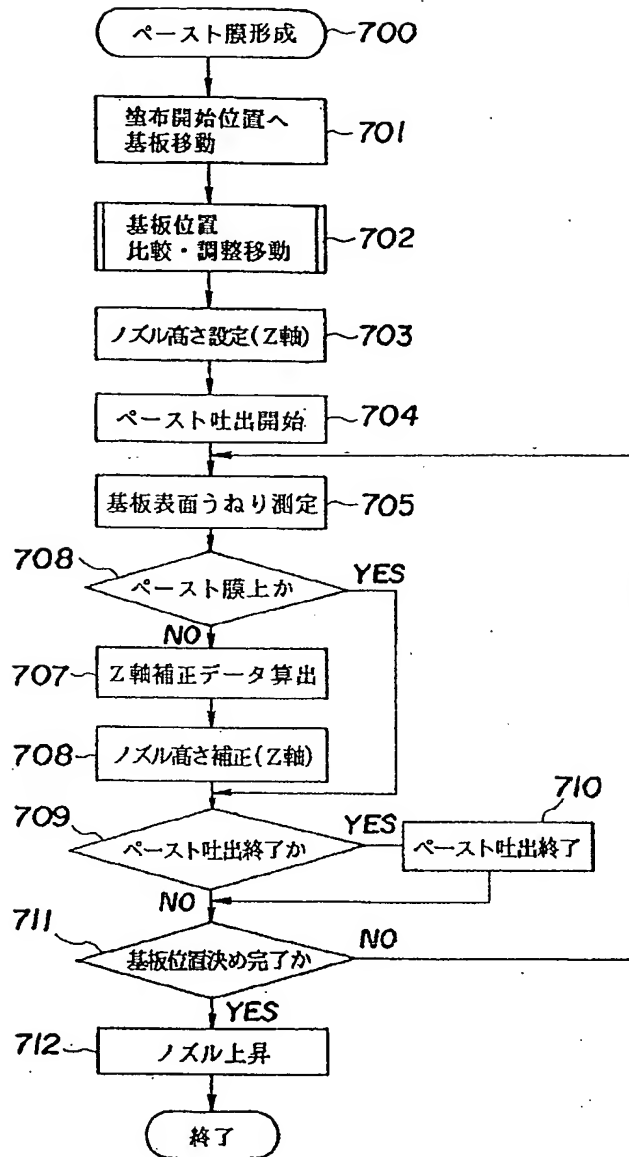 ペースト膜形成
700
塗布開始位置へ
基板移動
701
基板位置
比較・調整移動
702
ノズル高さ設定(Z軸)
703
ペースト吐出開始
704
基板表面うねり測定
705
708
ペースト膜上か
YES
NO
707
Z軸補正データ算出
708
ノズル高さ補正(Z軸)
709
ペースト吐出終了か
YES
710
ペースト吐出終了
NO
711
基板位置決め完了か
NO
YES
712
ノズル上昇
終了